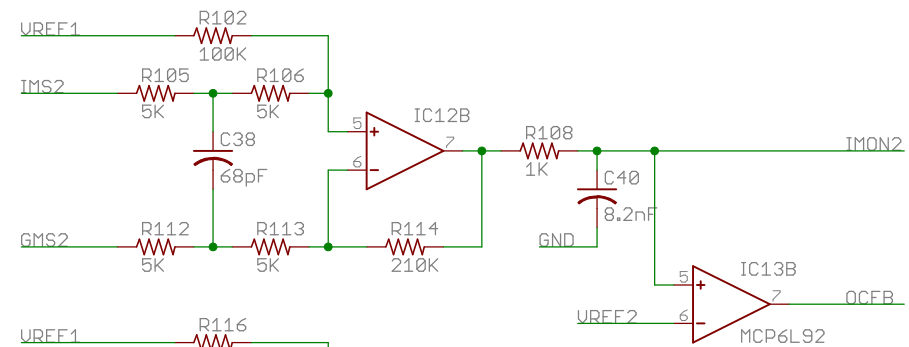 R102
VREF1
100K
IMS2
R105
R106
5K
5K
IC12B
5
7
6
C38
68pF
R108
1K
IMON2
C40
8.2nF
GND
GMS2
R112
R113
R114
5K
5K
210K
IC13B
5
7
OCFB
6
VREF2
MCP6L92
R116
VREF1